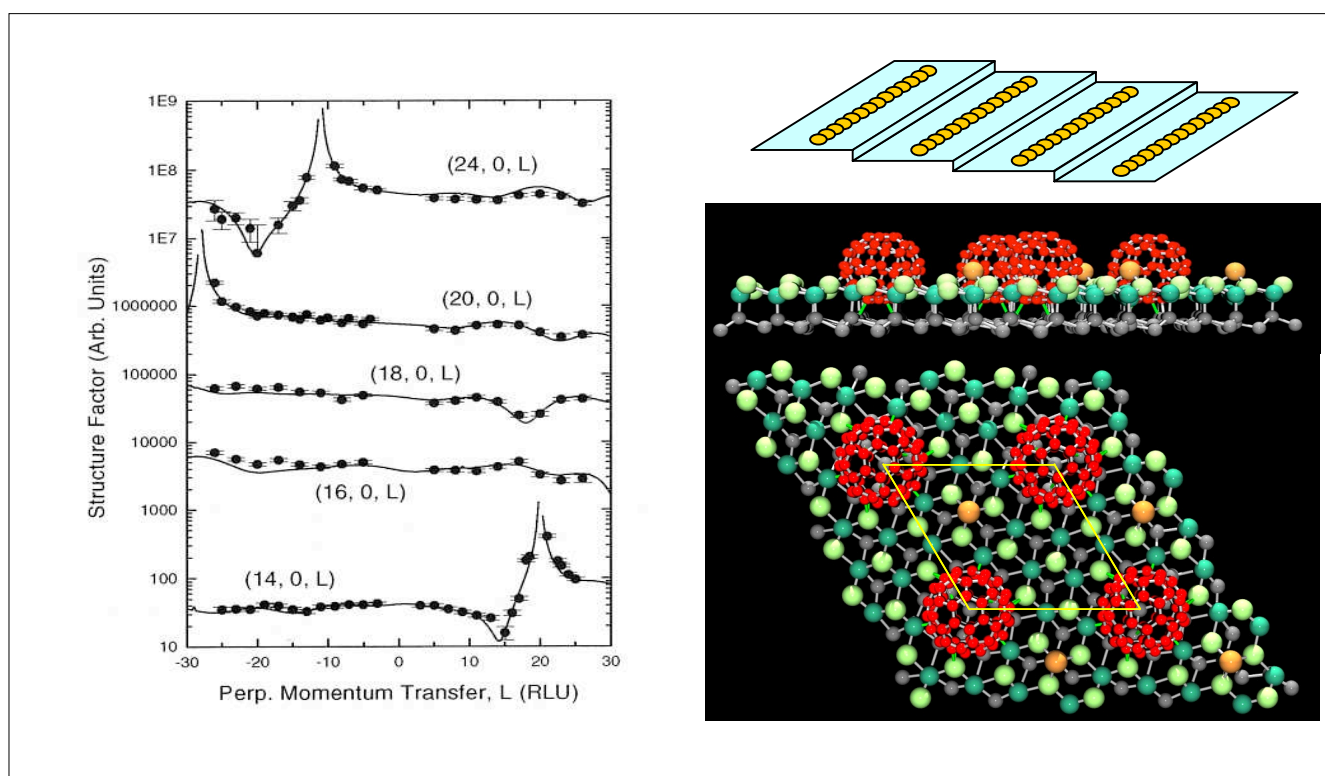 1E9
1E8
1E7
1000000
100000
10000
1000
100
10
Structure Factor (Arb. Units)
(24, 0, L)
(20, 0, L)
(18, 0, L)
(16, 0, L)
(14, 0, L)
-30 -20 -10 0 10 20 30
Perp. Momentum Transfer, L (RLU)